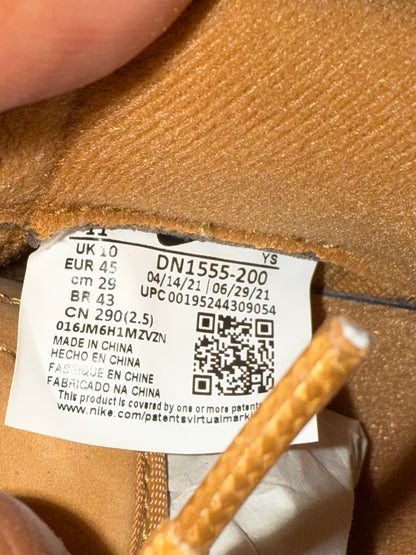 11
YS
UK 10
DN1555-200
EUR 45
04/14/21 | 06/29/21
cm 29
UPC 00195244309054
BR 43
CN 290(2.5)
016JM6H1MZVZN
MADE IN CHINA
HECHO EN CHINA
FABRIQUE EN CHINE
FABRICADO NA CHINA
This product is covered by one or more patents
www.nike.com/patentsvirtualmark